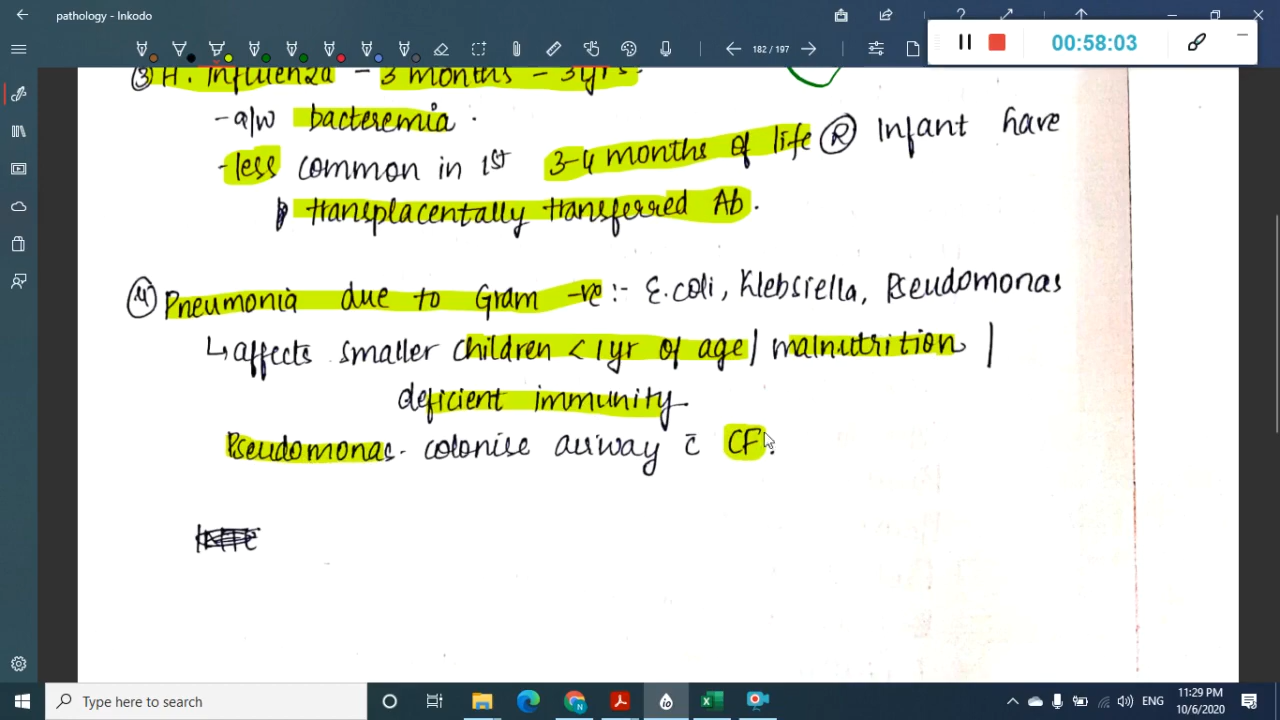 pathology - Inkodo
00:58:03
182 / 197
③ H. influenza - 3 months - 3yrs.
- a/w bacteremia.
- less common in 1st 3-4 months of life Ⓡ Infant have
transplacentally transferred Ab.
④ Pneumonia due to Gram -ve :- E.coli, Klebsiella, Pseudomonas
↳ affects smaller children < 1yr of age | malnutrition |
deficient immunity
Pseudomonas - colonise airway c̄ CF.
Type here to search
ENG
11:29 PM
10/6/2020